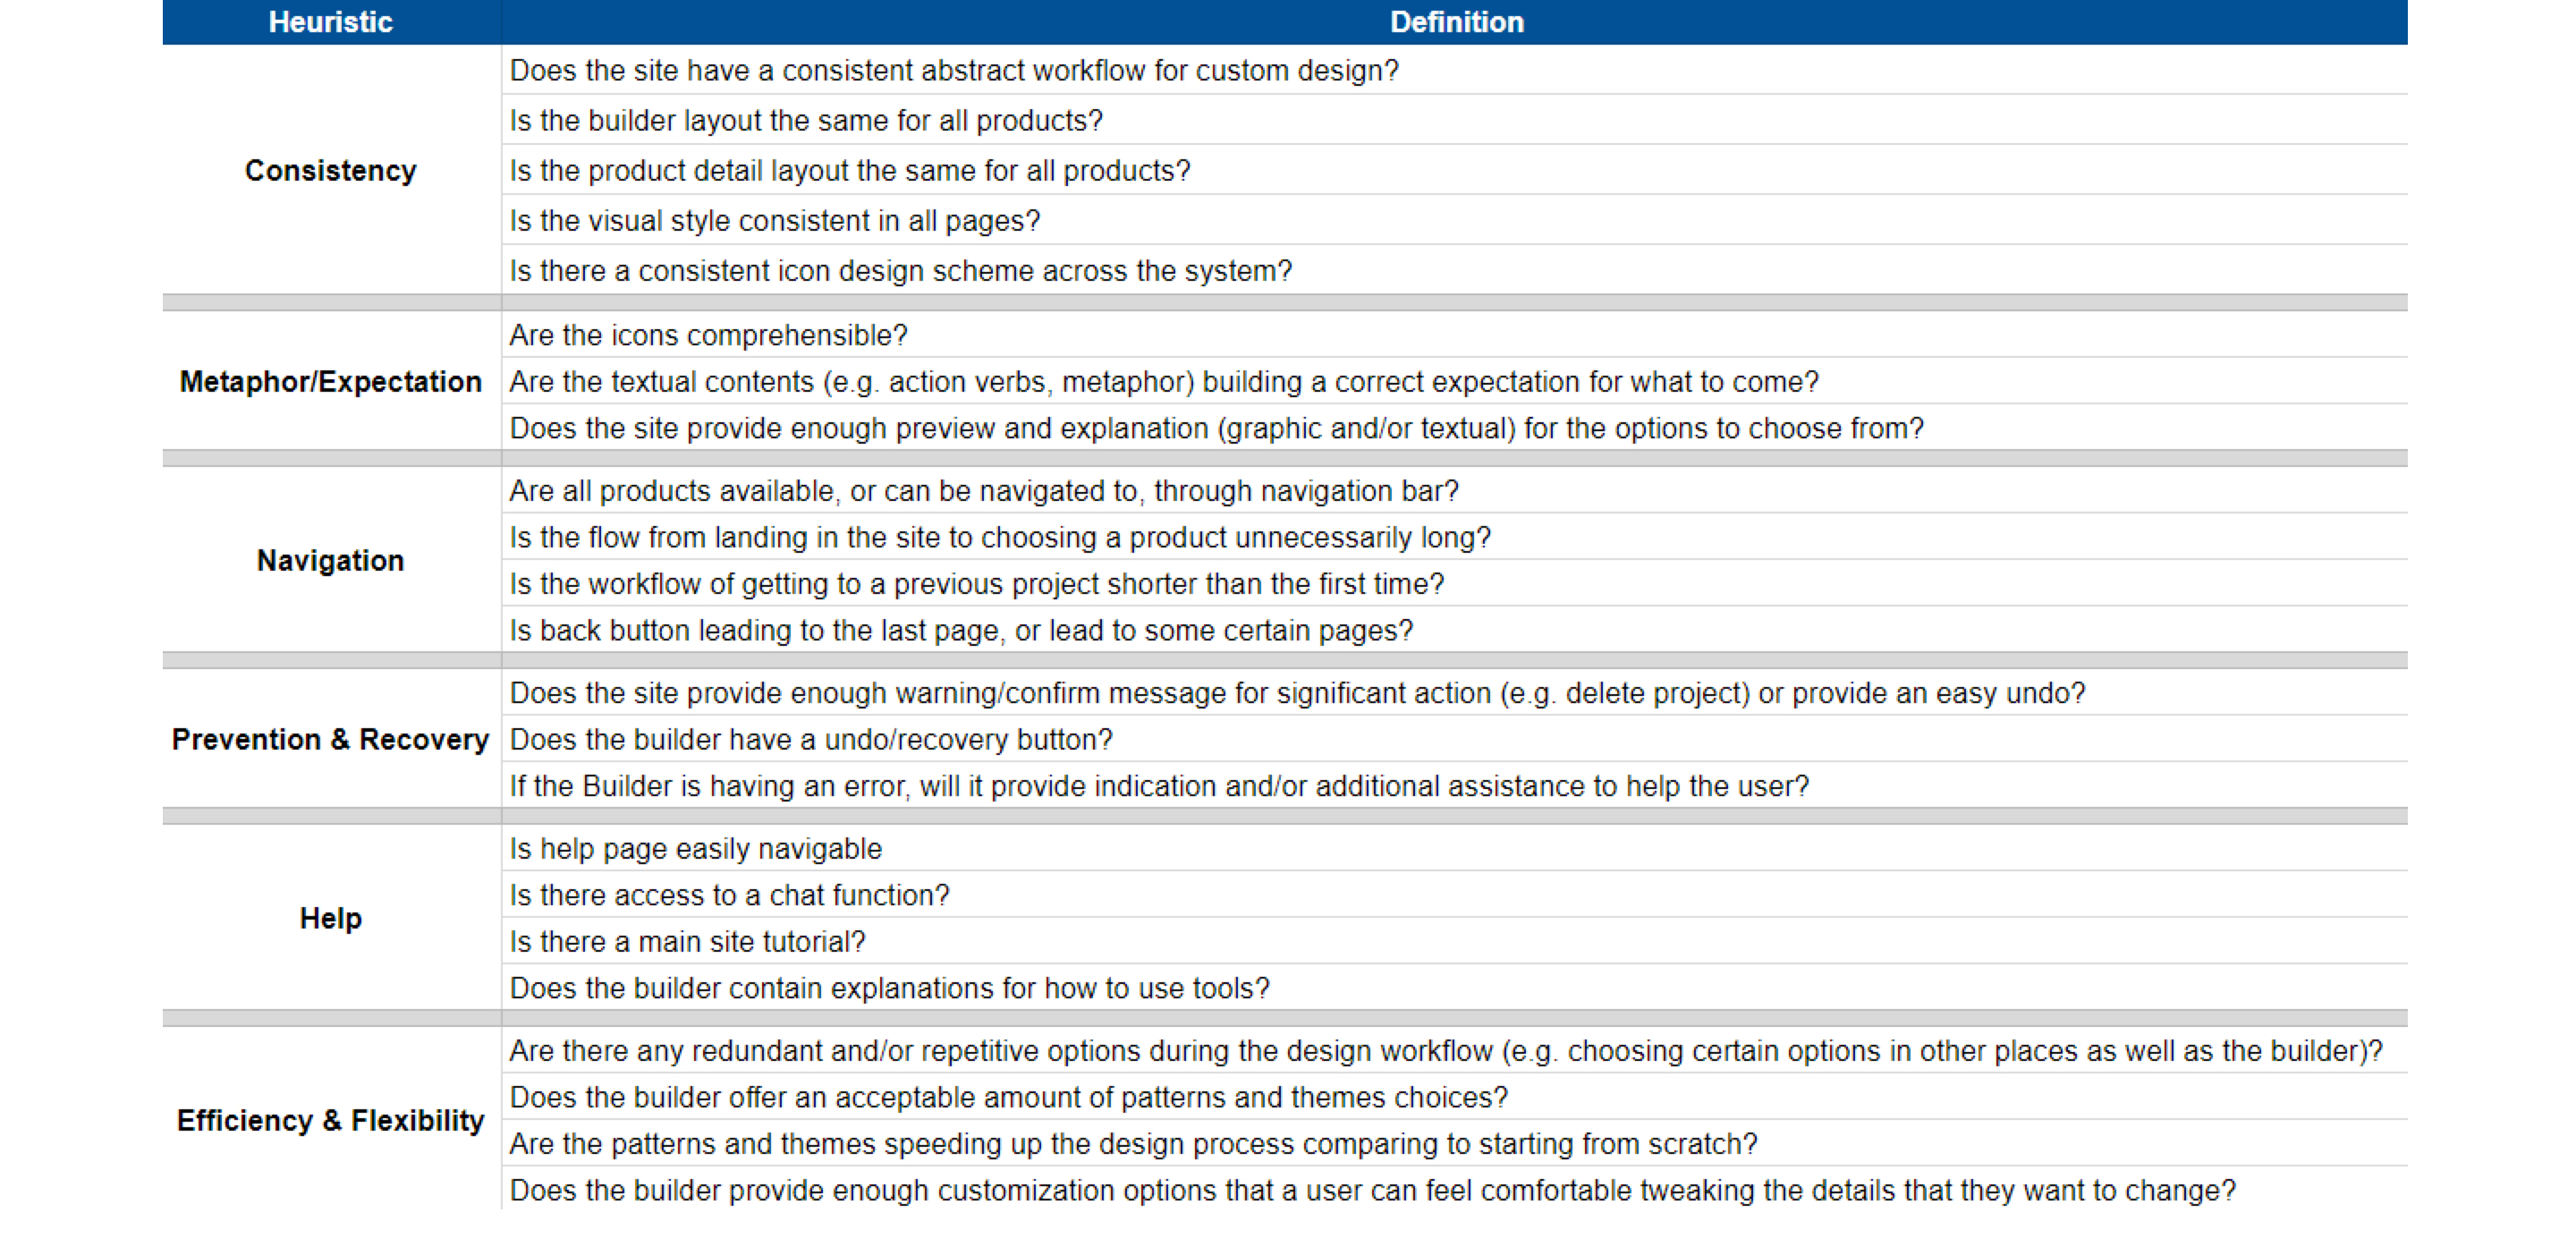 Heuristic Definition
Consistency
Does the site have a consistent abstract workflow for custom design?
Is the builder layout the same for all products?
Is the product detail layout the same for all products?
Is the visual style consistent in all pages?
Is there a consistent icon design scheme across the system?
Metaphor/Expectation
Are the icons comprehensible?
Are the textual contents (e.g. action verbs, metaphor) building a correct expectation for what to come?
Does the site provide enough preview and explanation (graphic and/or textual) for the options to choose from?
Navigation
Are all products available, or can be navigated to, through navigation bar?
Is the flow from landing in the site to choosing a product unnecessarily long?
Is the workflow of getting to a previous project shorter than the first time?
Is back button leading to the last page, or lead to some certain pages?
Prevention & Recovery
Does the site provide enough warning/confirm message for significant action (e.g. delete project) or provide an easy undo?
Does the builder have a undo/recovery button?
If the Builder is having an error, will it provide indication and/or additional assistance to help the user?
Help
Is help page easily navigable
Is there access to a chat function?
Is there a main site tutorial?
Does the builder contain explanations for how to use tools?
Efficiency & Flexibility
Are there any redundant and/or repetitive options during the design workflow (e.g. choosing certain options in other places as well as the builder)?
Does the builder offer an acceptable amount of patterns and themes choices?
Are the patterns and themes speeding up the design process comparing to starting from scratch?
Does the builder provide enough customization options that a user can feel comfortable tweaking the details that they want to change?